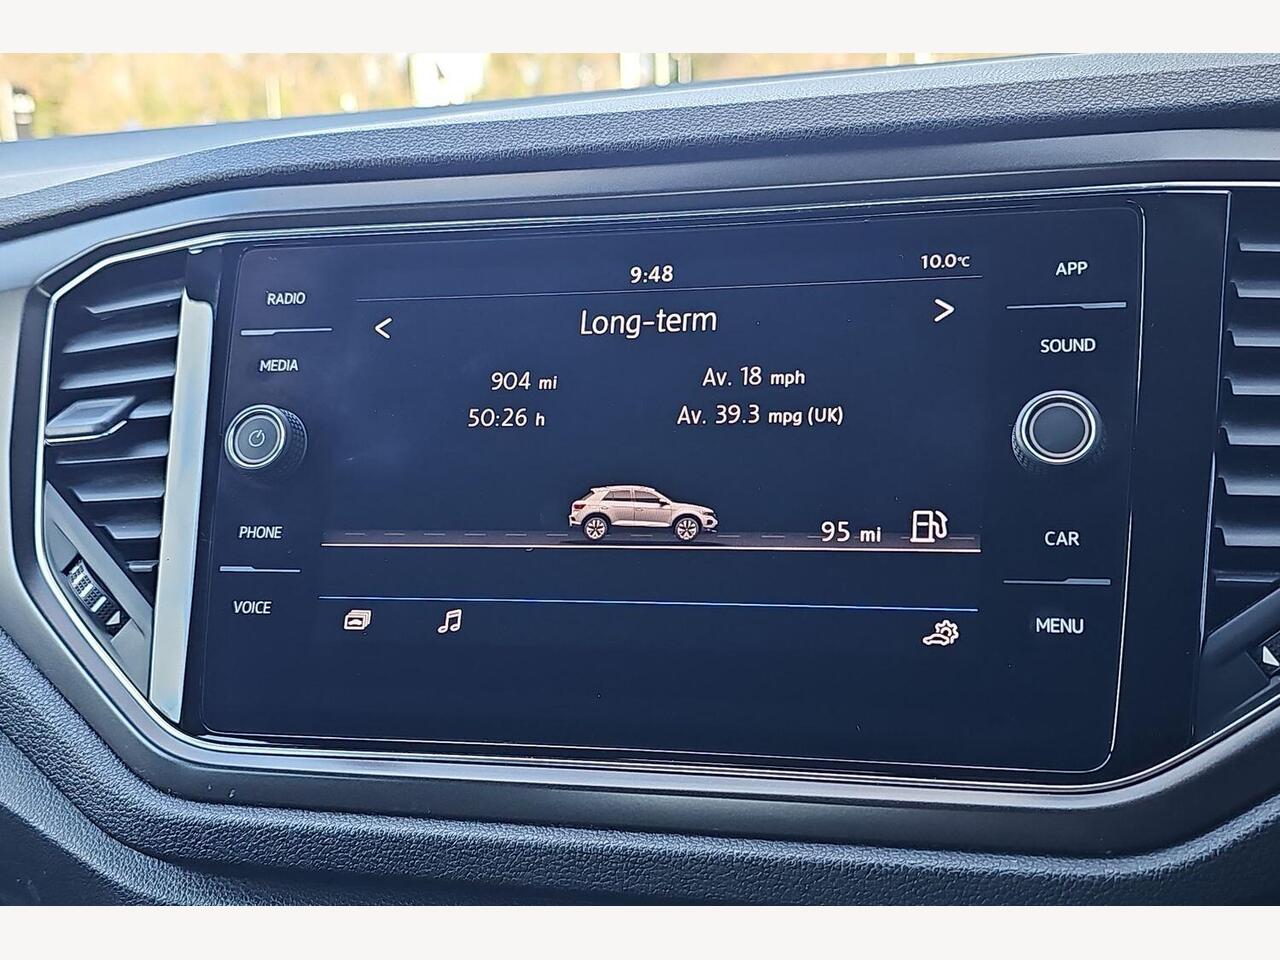 9:48
10.0°C
RADIO
MEDIA
PHONE
VOICE
<
Long-term
>
904 mi
Av. 18 mph
50:26 h
Av. 39.3 mpg (UK)
95 mi
APP
SOUND
CAR
MENU